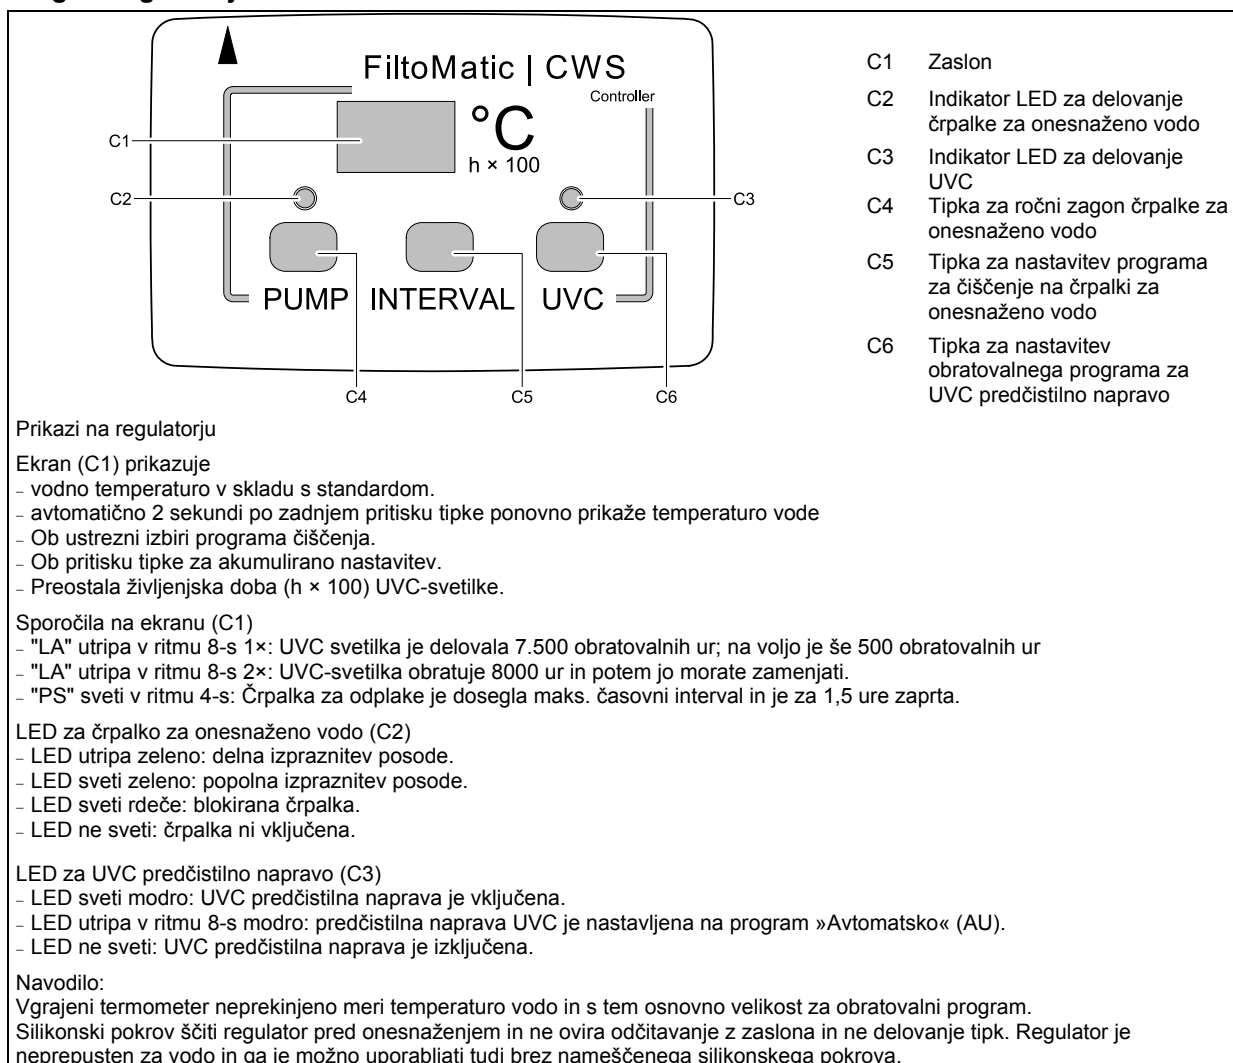 FiltoMatic | CWS
Controller
°C
h × 100
C1
C2
C3
PUMP INTERVAL UVC
C4 C5 C6
C1 Zaslon
C2 Indikator LED za delovanje
črpalke za onesnaženo vodo
C3 Indikator LED za delovanje
UVC
C4 Tipka za ročni zagon črpalke za
onesnaženo vodo
C5 Tipka za nastavitev programa
za čiščenje na črpalki za
onesnaženo vodo
C6 Tipka za nastavitev
obratovalnega programa za
UVC predčistilno napravo
Prikazi na regulatorju
Ekran (C1) prikazuje
– vodno temperaturo v skladu s standardom.
– avtomatično 2 sekundi po zadnjem pritisku tipke ponovno prikaže temperaturo vode
– Ob ustrezni izbiri programa čiščenja.
– Ob pritisku tipke za akumulirano nastavitev.
– Preostala življenjska doba (h × 100) UVC-svetilke.
Sporočila na ekranu (C1)
– "LA" utripa v ritmu 8-s 1×: UVC svetilka je delovala 7.500 obratovalnih ur; na voljo je še 500 obratovalnih ur
– "LA" utripa v ritmu 8-s 2×: UVC-svetilka obratuje 8000 ur in potem jo morate zamenjati.
– "PS" sveti v ritmu 4-s: Črpalka za odplake je dosegla maks. časovni interval in je za 1,5 ure zaprta.
LED za črpalko za onesnaženo vodo (C2)
– LED utripa zeleno: delna izpraznitev posode.
– LED sveti zeleno: popolna izpraznitev posode.
– LED sveti rdeče: blokirana črpalka.
– LED ne sveti: črpalka ni vključena.
LED za UVC predčistilno napravo (C3)
– LED sveti modro: UVC predčistilna naprava je vključena.
– LED utripa v ritmu 8-s modro: predčistilna naprava UVC je nastavljena na program »Avtomatsko« (AU).
– LED ne sveti: UVC predčistilna naprava je izključena.
Navodilo:
Vgrajeni termometer neprekinjeno meri temperaturo vodo in s tem osnovno velikost za obratovalni program.
Silikonski pokrov ščiti regulator pred onesnaženjem in ne ovira odčitavanje z zaslona in ne delovanje tipk. Regulator je
neprepusten za vodo in ga je možno uporabljati tudi brez nameščenega silikonskega pokrova.